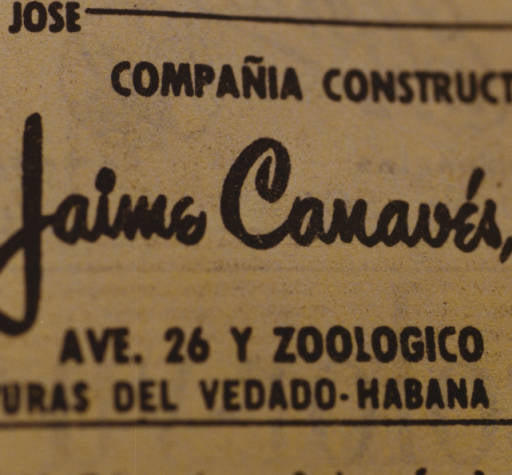 JOSE
COMPAÑIA CONSTRUCT
Jaime Canavés,
AVE. 26 Y ZOOLOGICO
URAS DEL VEDADO-HABANA